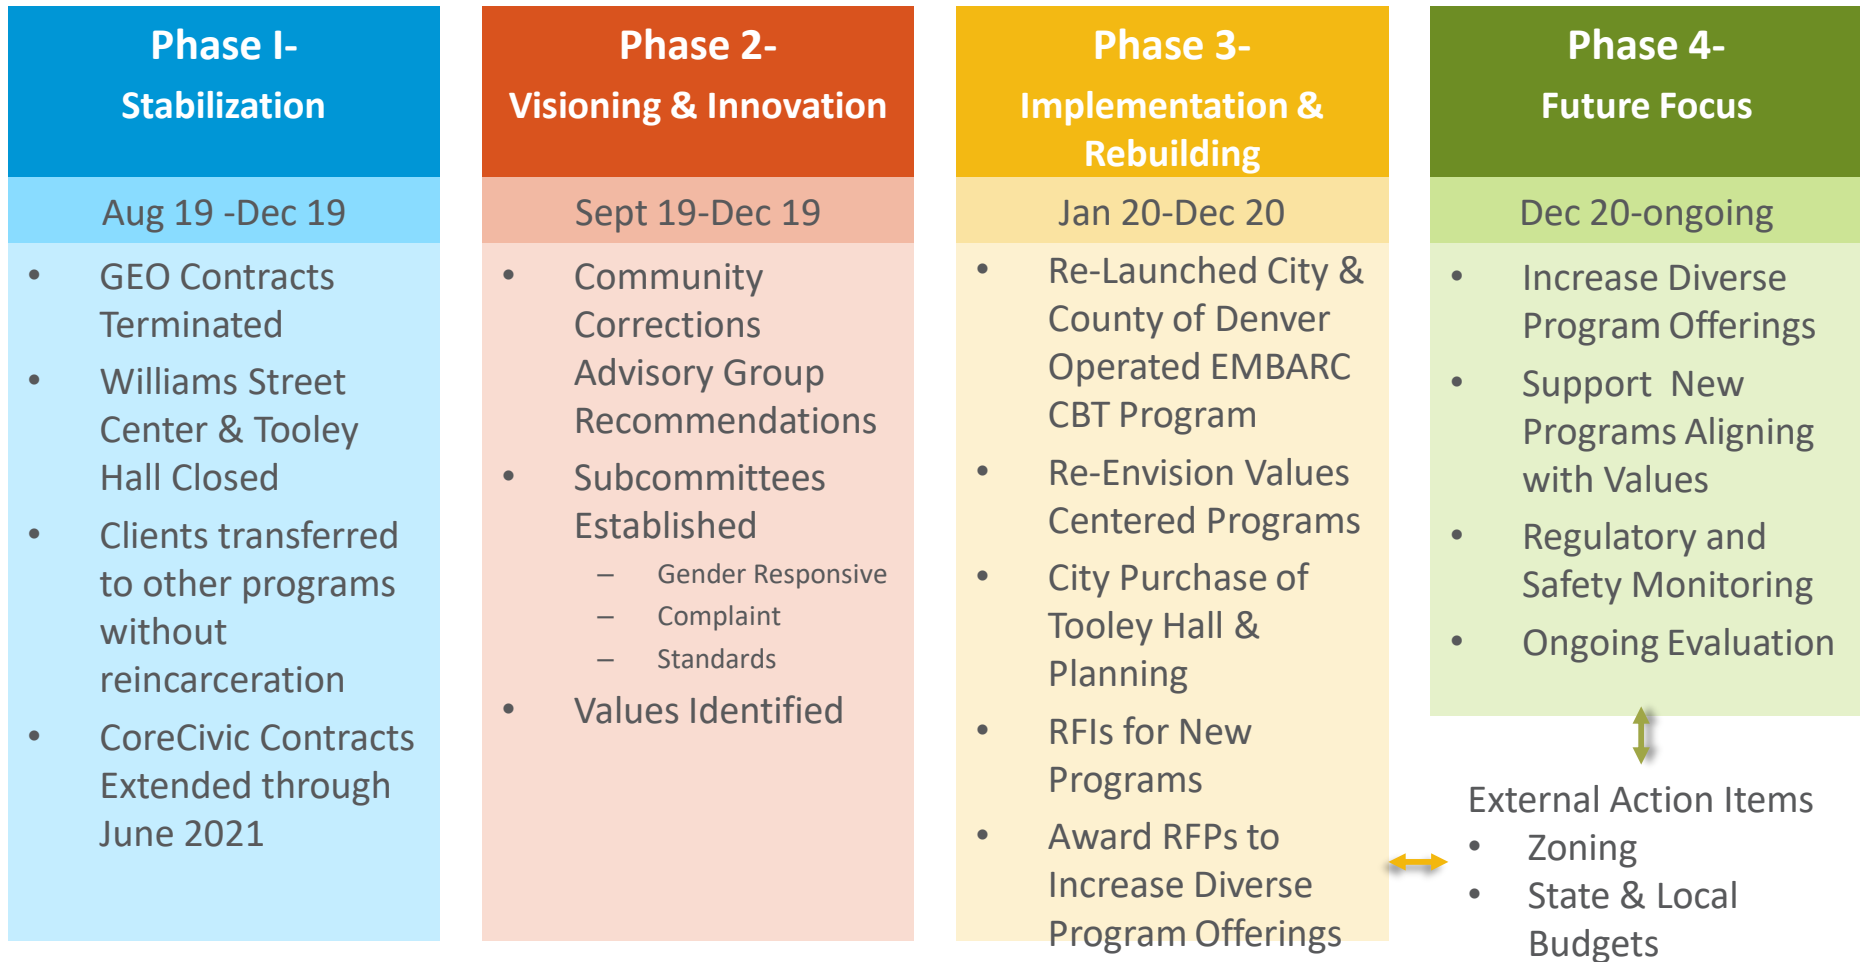 Phase I-
Stabilization
Aug 19 -Dec 19
• GEO Contracts
Terminated
• Williams Street
Center & Tooley
Hall Closed
• Clients transferred
to other programs
without
reincarceration
• CoreCivic Contracts
Extended through
June 2021
Phase 2-
Visioning & Innovation
Sept 19-Dec 19
• Community
Corrections
Advisory Group
Recommendations
• Subcommittees
Established
– Gender Responsive
– Complaint
– Standards
• Values Identified
Phase 3-
Implementation &
Rebuilding
Jan 20-Dec 20
• Re-Launched City &
County of Denver
Operated EMBARC
CBT Program
• Re-Envision Values
Centered Programs
• City Purchase of
Tooley Hall &
Planning
• RFIs for New
Programs
• Award RFPs to
Increase Diverse
Program Offerings
Phase 4-
Future Focus
Dec 20-ongoing
• Increase Diverse
Program Offerings
• Support New
Programs Aligning
with Values
• Regulatory and
Safety Monitoring
• Ongoing Evaluation
External Action Items
• Zoning
• State & Local
Budgets